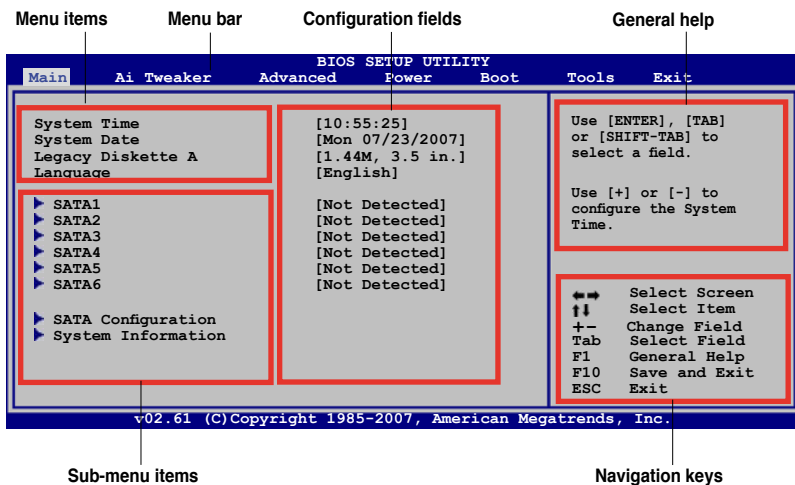 Menu items Menu bar Configuration fields General help
BIOS SETUP UTILITY
Main Ai Tweaker Advanced Power Boot Tools Exit
System Time [10:55:25]
System Date [Mon 07/23/2007]
Legacy Diskette A [1.44M, 3.5 in.]
Language [English]
SATA1 [Not Detected]
SATA2 [Not Detected]
SATA3 [Not Detected]
SATA4 [Not Detected]
SATA5 [Not Detected]
SATA6 [Not Detected]
SATA Configuration
System Information
Use [ENTER], [TAB]
or [SHIFT-TAB] to
select a field.
Use [+] or [-] to
configure the System
Time.
Select Screen
Select Item
+- Change Field
Tab Select Field
F1 General Help
F10 Save and Exit
ESC Exit
v02.61 (C)Copyright 1985-2007, American Megatrends, Inc.
Sub-menu items Navigation keys